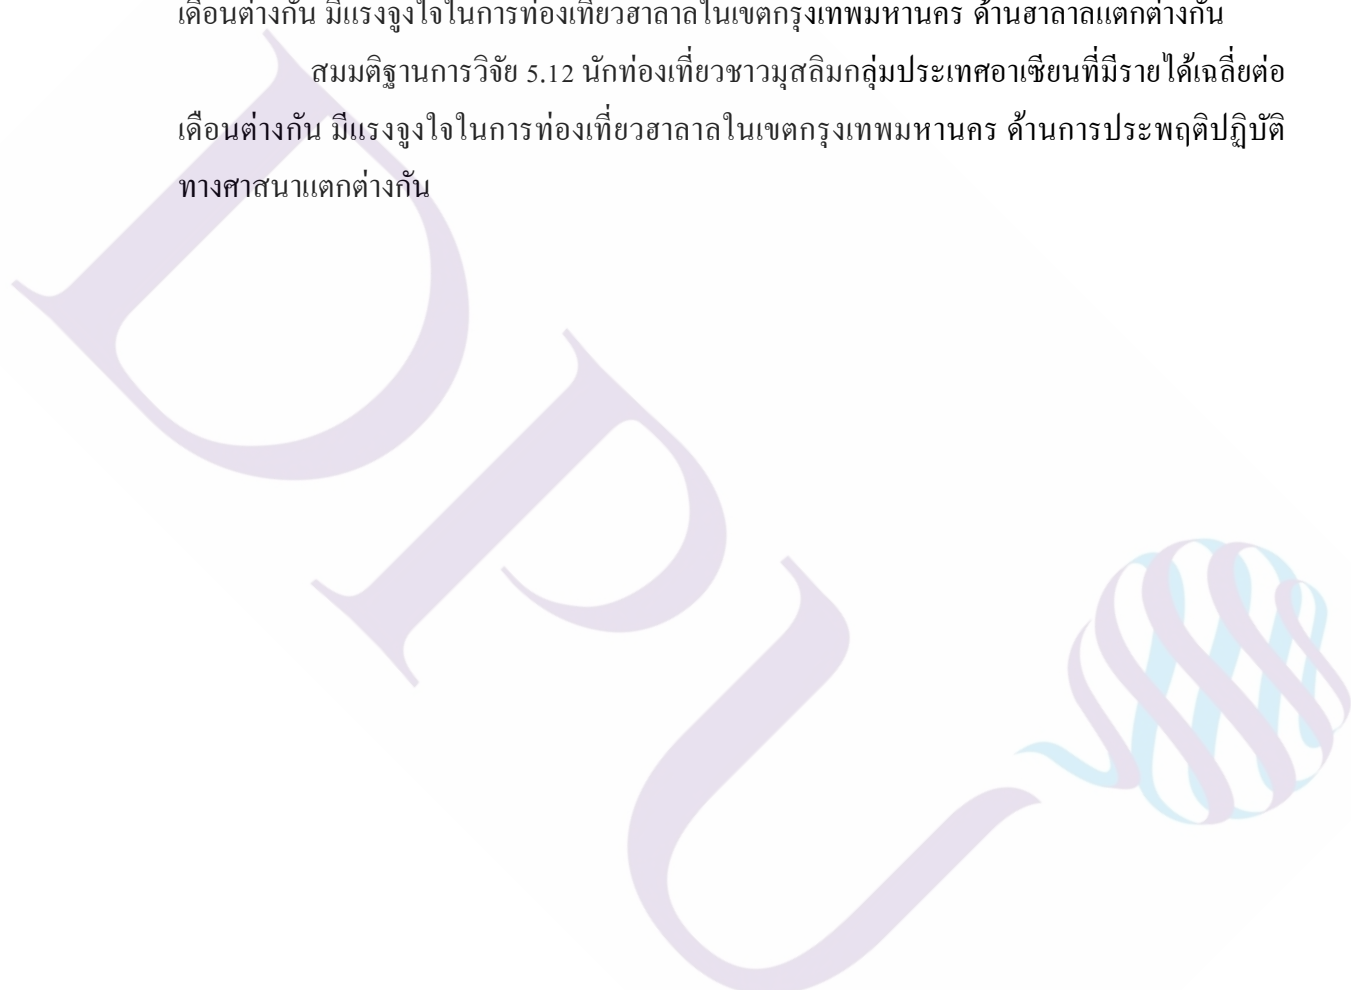 เดือนต่างกัน มีแรงจูงใจในการท่องเที่ยวฮาลาลในเขตกรุงเทพมหานคร ด้านฮาลาลแตกต่างกัน
สมมติฐานการวิจัย 5.12 นักท่องเที่ยวชาวมุสลิมกลุ่มประเทศอาเซียนที่มีรายได้เฉลี่ยต่อ
เดือนต่างกัน มีแรงจูงใจในการท่องเที่ยวฮาลาลในเขตกรุงเทพมหานคร ด้านการประพฤติปฏิบัติ
ทางศาสนาแตกต่างกัน
DPU